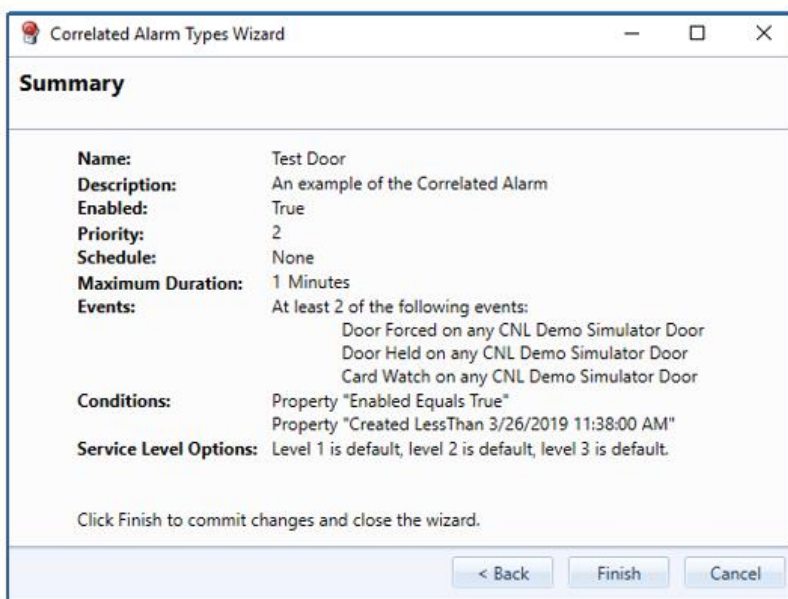 Correlated Alarm Types Wizard
Summary
Name: Test Door
Description: An example of the Correlated Alarm
Enabled: True
Priority: 2
Schedule: None
Maximum Duration: 1 Minutes
Events: At least 2 of the following events:
Door Forced on any CNL Demo Simulator Door
Door Held on any CNL Demo Simulator Door
Card Watch on any CNL Demo Simulator Door
Conditions: Property "Enabled Equals True"
Property "Created LessThan 3/26/2019 11:38:00 AM"
Service Level Options: Level 1 is default, level 2 is default, level 3 is default.
Click Finish to commit changes and close the wizard.
< Back Finish Cancel